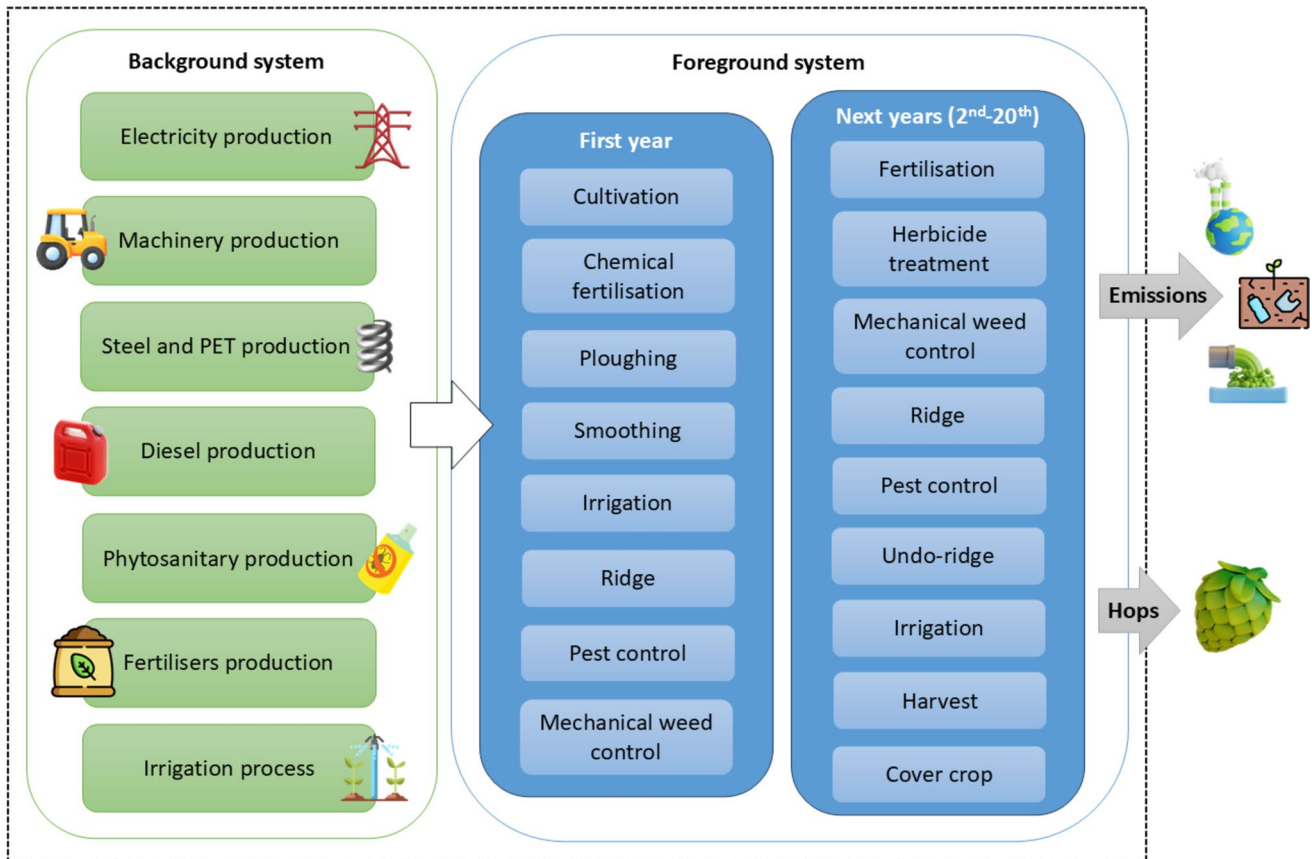 Background system
Electricity production
Machinery production
Steel and PET production
Diesel production
Phytosanitary production
Fertilisers production
Irrigation process
Foreground system
First year
Cultivation
Chemical
fertilisation
Ploughing
Smoothing
Irrigation
Ridge
Pest control
Mechanical weed
control
Next years (2nd-20th)
Fertilisation
Herbicide
treatment
Mechanical weed
control
Ridge
Pest control
Undo-ridge
Irrigation
Harvest
Cover crop
Emissions
Hops